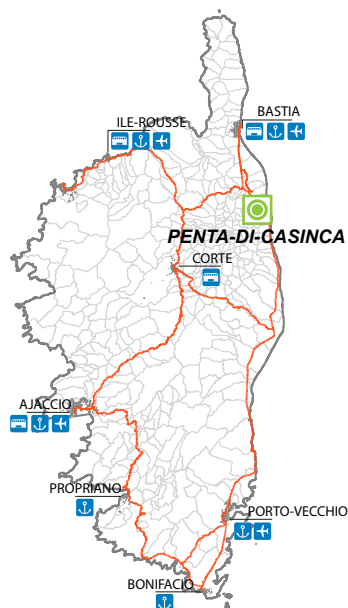 ILE-ROUSSE
BASTIA
PENTA-DI-CASINCA
CORTE
AJACCIO
PROPRIANO
PORTO-VECCHIO
BONIFACIO